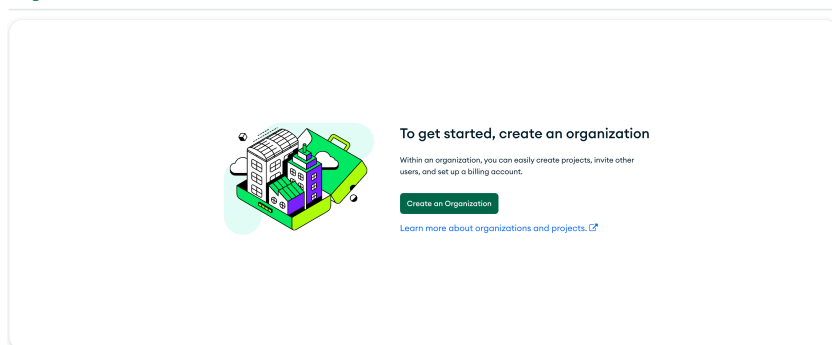 To get started, create an organization
Within an organization, you can easily create projects, invite other
users, and set up a billing account.
Create an Organization
Learn more about organizations and projects.